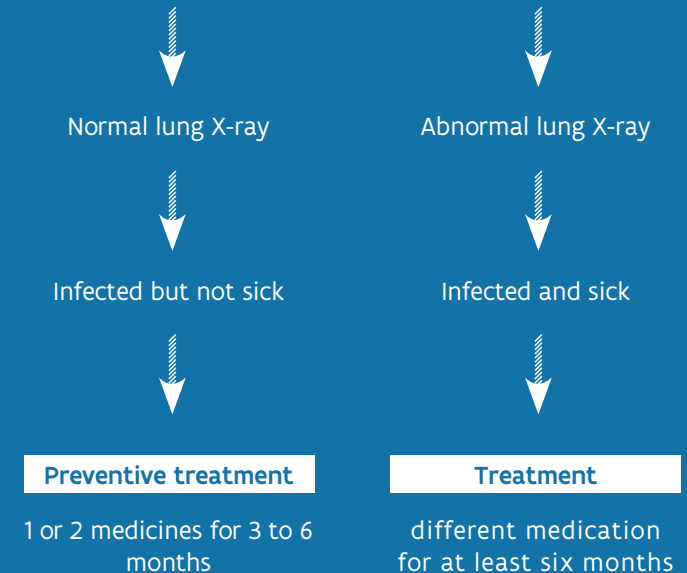 Normal lung X-ray
Abnormal lung X-ray
Infected but not sick
Infected and sick
Preventive treatment
Treatment
1 or 2 medicines for 3 to 6
months
different medication
for at least six months